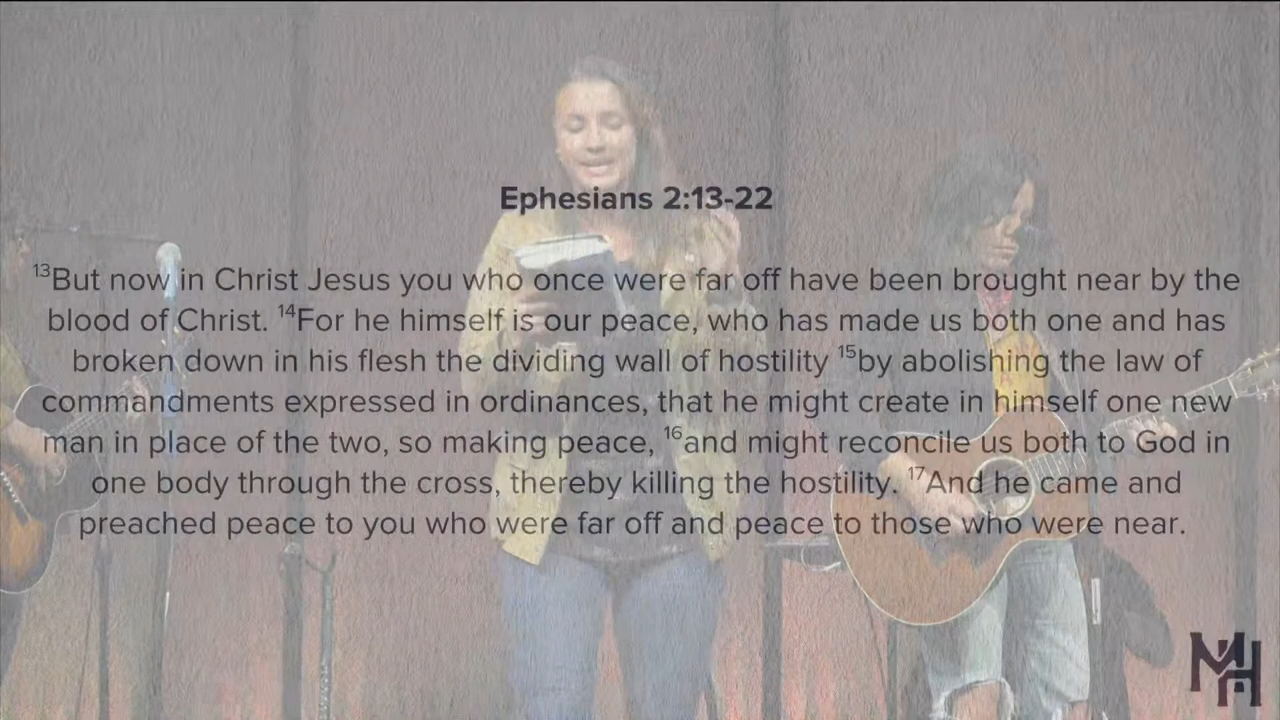 Ephesians 2:13-22
¹³But now in Christ Jesus you who once were far off have been brought near by the
blood of Christ. ¹⁴For he himself is our peace, who has made us both one and has
broken down in his flesh the dividing wall of hostility ¹⁵by abolishing the law of
commandments expressed in ordinances, that he might create in himself one new
man in place of the two, so making peace, ¹⁶and might reconcile us both to God in
one body through the cross, thereby killing the hostility. ¹⁷And he came and
preached peace to you who were far off and peace to those who were near.
MH